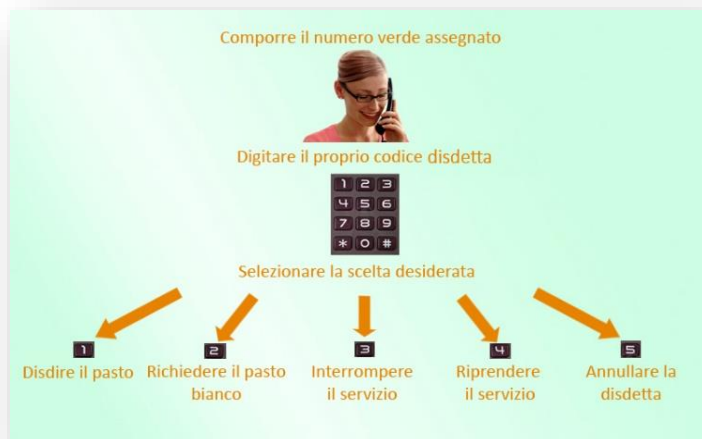 Comporre il numero verde assegnato
Digitare il proprio codice disdetta
1 2 3
4 5 6
7 8 9
* 0 #
Selezionare la scelta desiderata
1
Disdire il pasto
2
Richiedere il pasto
bianco
3
Interrompere
il servizio
4
Riprendere
il servizio
5
Annullare la
disdetta